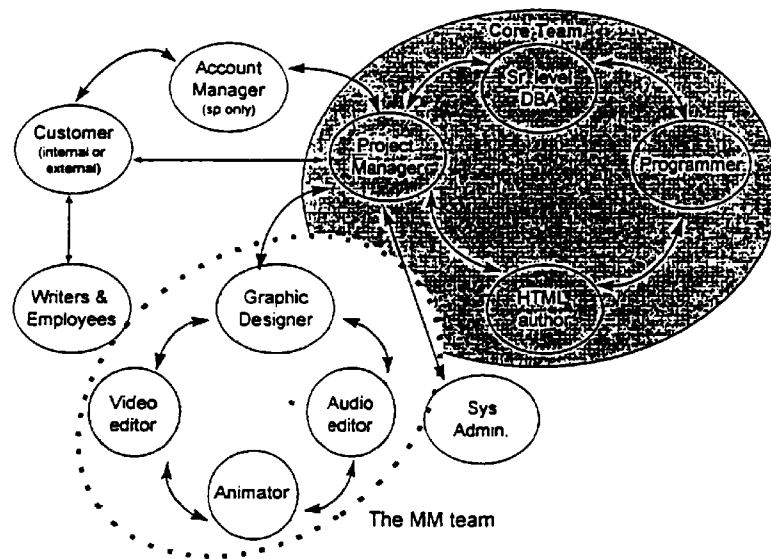 Core Team
Account
Manager
(sp only)
Sr. level
DBA
Customer
(internal or
external)
Project
Manager
Programmer
Writers &
Employees
Graphic
Designer
HTML
author
Video
editor
Audio
editor
Sys
Admin.
Animator
The MM team